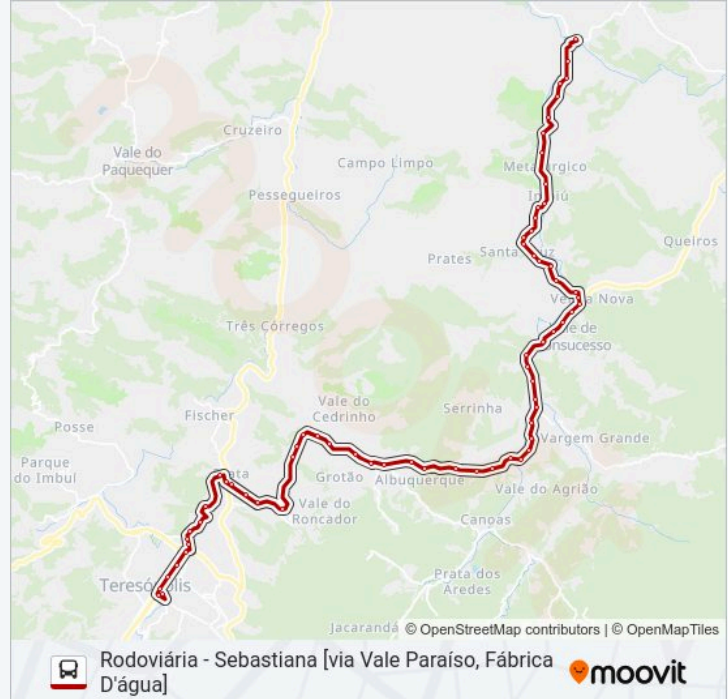 Cruzeiro
Vale do
Paquequer
Campo Limpo
Pessegueiros
Queiros
Prates
Três Córregos
Vale do
Cedrinho
Serrinha
Fischer
Posse
Parque
do Imbuí
Vargem Grande
Grotão
Albuquerque
Vale do Agrião
Vale do
Roncador
Canoas
Prata dos
Aredes
Jacarandá
© OpenStreetMap contributors | © OpenMapTiles
Rodoviária - Sebastiana [via Vale Paraíso, Fábrica
D'água]
moovit